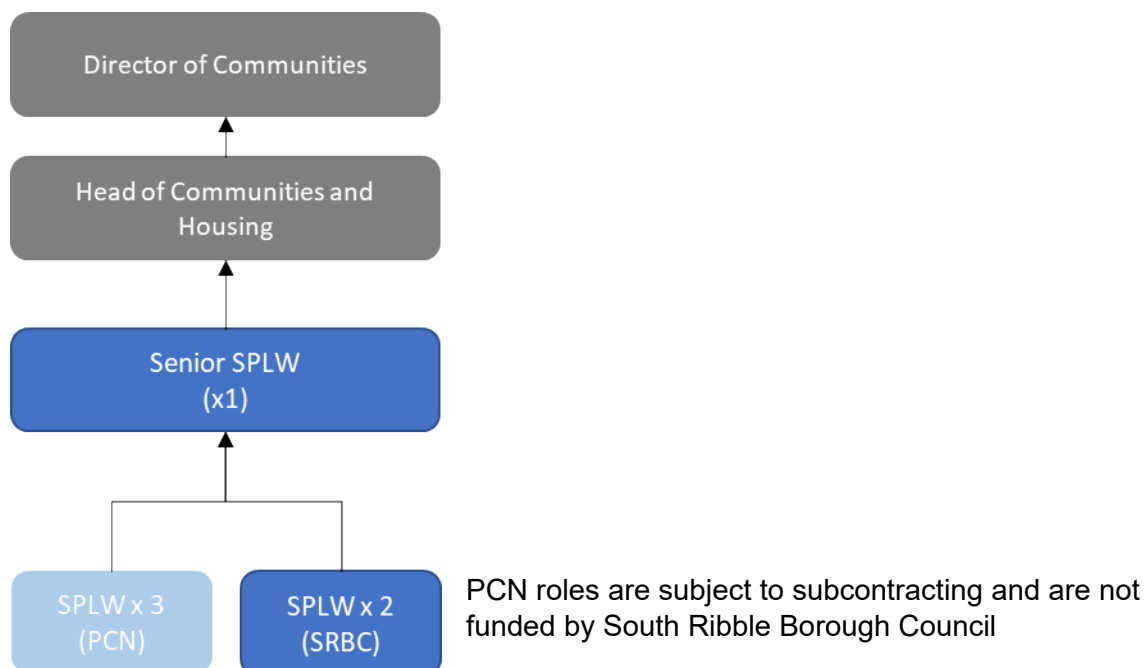 Director of Communities
Head of Communities and
Housing
Senior SPLW
(x1)
SPLW x 3
(PCN)
SPLW x 2
(SRBC)
PCN roles are subject to subcontracting and are not
funded by South Ribble Borough Council